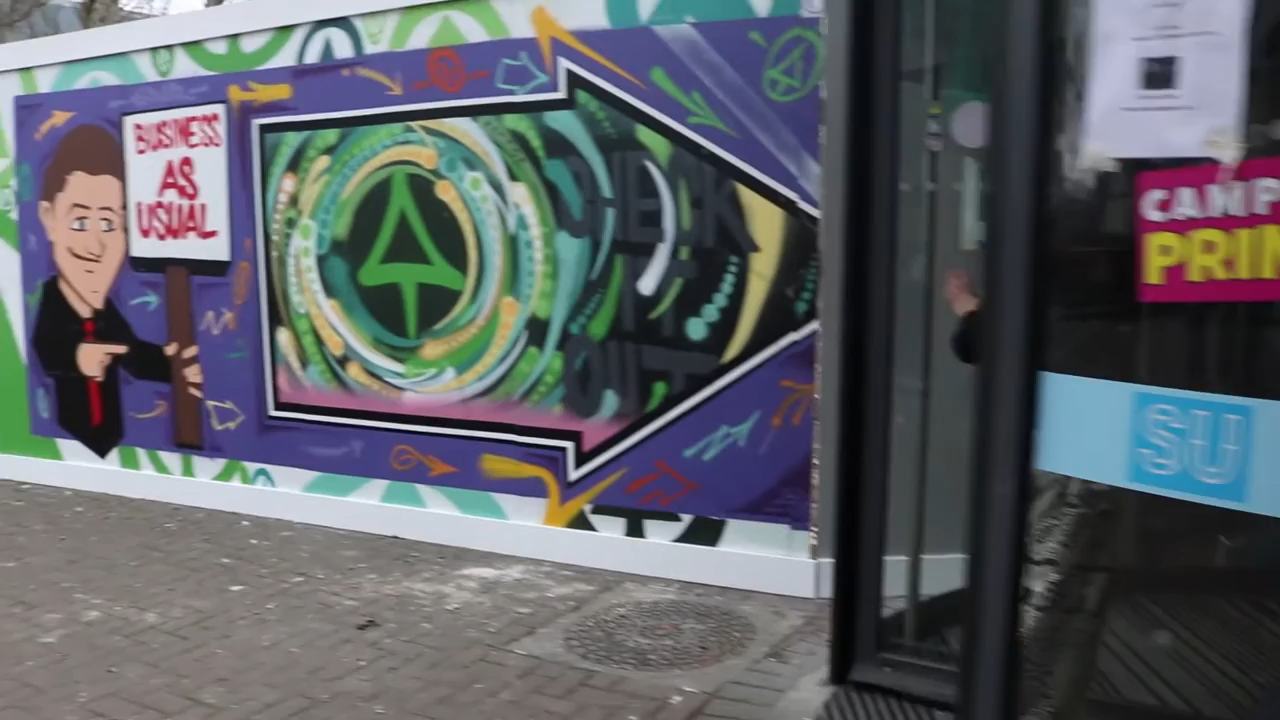 BUSINESS
AS
USUAL
CHECK
IT
OUT
CAMP
PRIN
SU